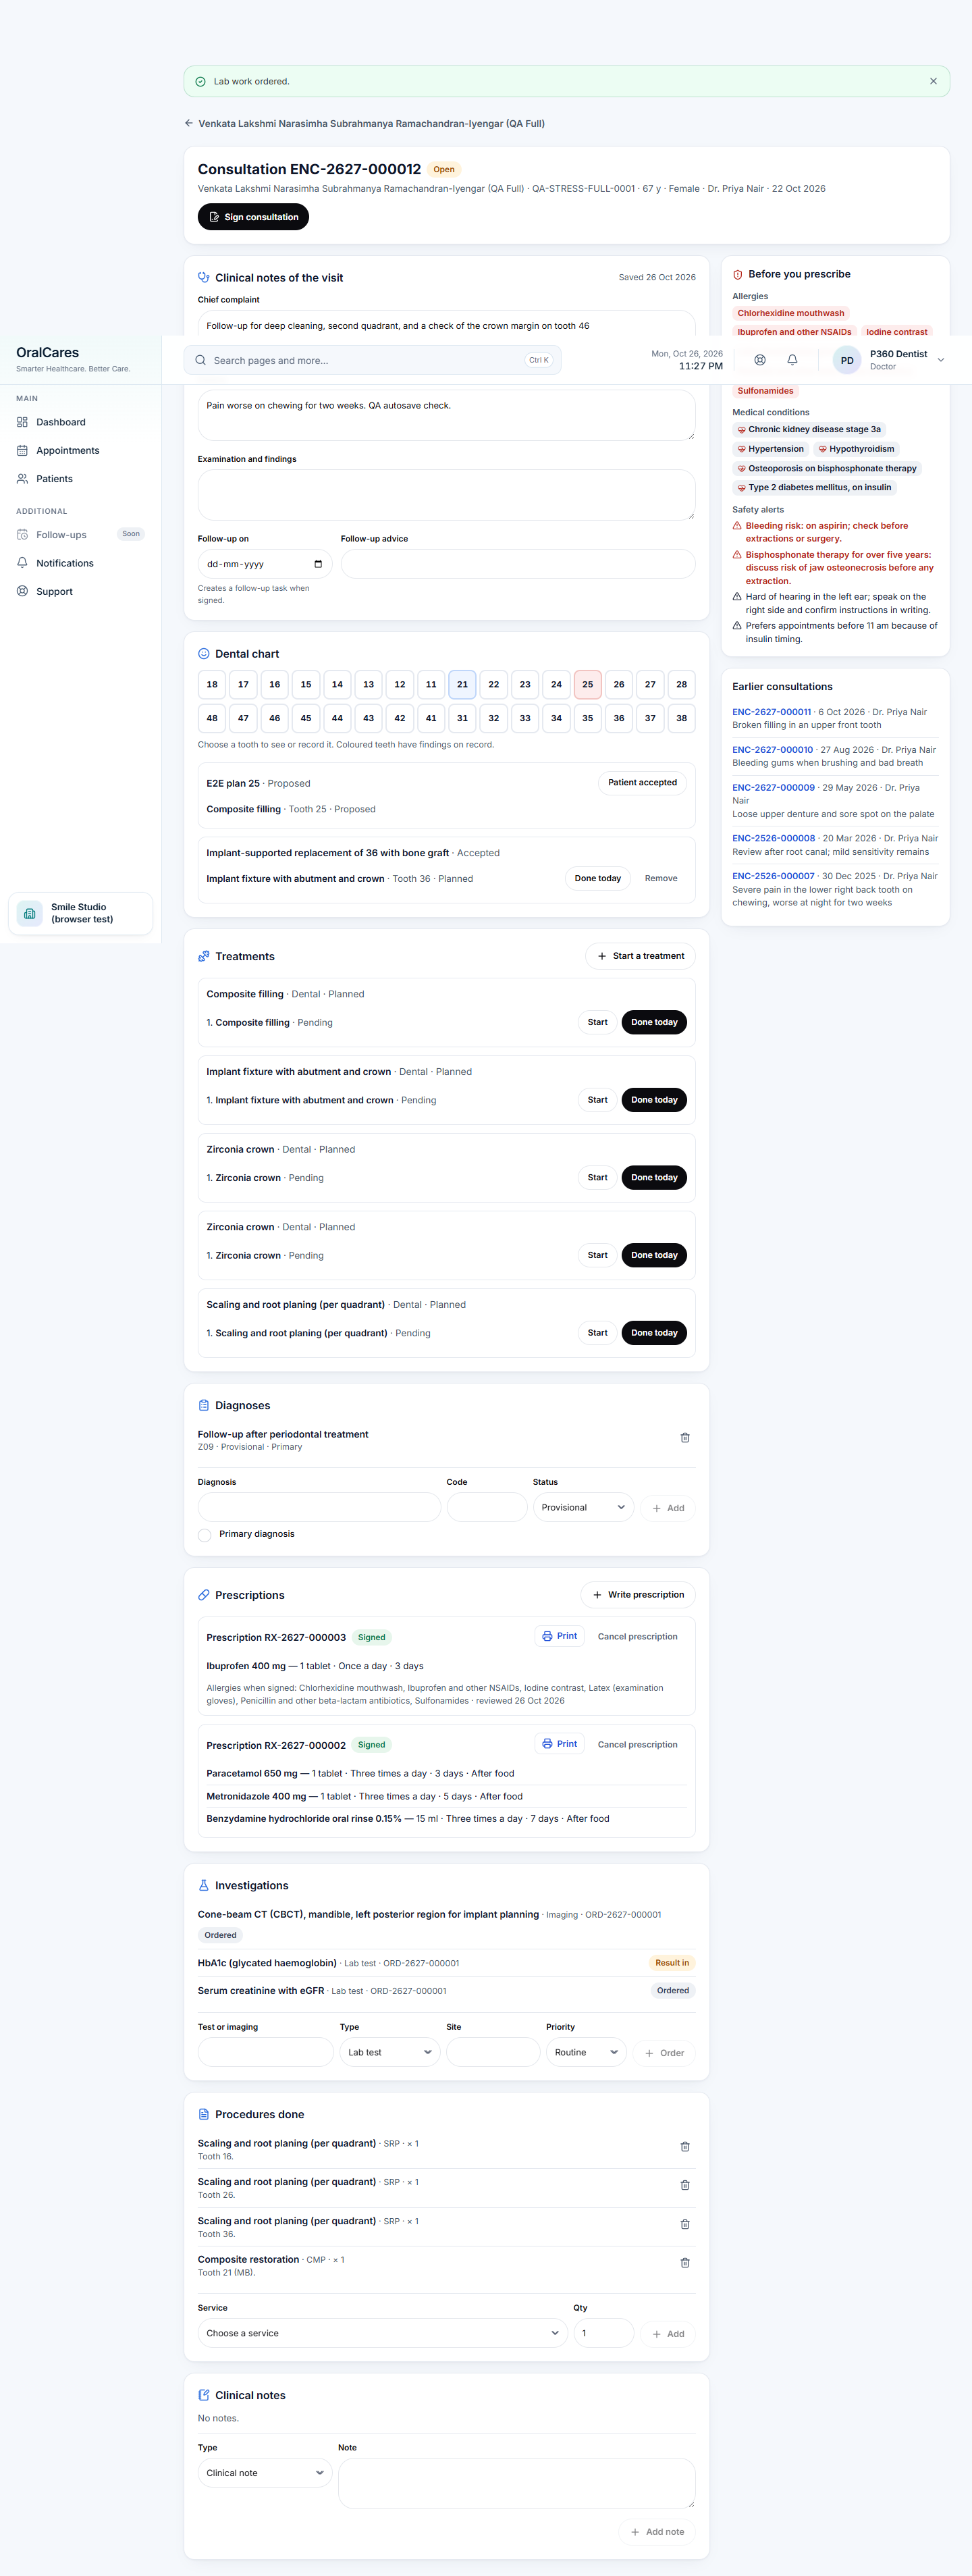 Lab work ordered.
Venkata Lakshmi Narasimha Subrahmanya Ramachandran-Iyengar (QA Full)
Consultation ENC-2627-000012 Open
Venkata Lakshmi Narasimha Subrahmanya Ramachandran-Iyengar (QA Full) · QA-STRESS-FULL-0001 · 67 y · Female · Dr. Priya Nair · 22 Oct 2026
Sign consultation
Clinical notes of the visit
Saved 26 Oct 2026
Chief complaint
Follow-up for deep cleaning, second quadrant, and a check of the crown margin on tooth 46
Before you prescribe
Allergies
Chlorhexidine mouthwash
Ibuprofen and other NSAIDs Iodine contrast
OralCares
Smarter Healthcare. Better Care.
Search pages and more...
Ctrl K
Mon, Oct 26, 2026
11:27 PM
PD
P360 Dentist
Doctor
MAIN
Dashboard
Appointments
Patients
ADDITIONAL
Follow-ups Soon
Notifications
Support
Smile Studio
(browser test)
Pain worse on chewing for two weeks. QA autosave check.
Examination and findings
Follow-up on
Follow-up advice
dd-mm-yyyy
Creates a follow-up task when
signed.
Sulfonamides
Medical conditions
Chronic kidney disease stage 3a
Hypertension Hypothyroidism
Osteoporosis on bisphosphonate therapy
Type 2 diabetes mellitus, on insulin
Safety alerts
Bleeding risk: on aspirin; check before
extractions or surgery.
Bisphosphonate therapy for over five years:
discuss risk of jaw osteonecrosis before any
extraction.
Hard of hearing in the left ear; speak on the
right side and confirm instructions in writing.
Prefers appointments before 11 am because of
insulin timing.
Earlier consultations
ENC-2627-000011 · 6 Oct 2026 · Dr. Priya Nair
Broken filling in an upper front tooth
ENC-2627-000010 · 27 Aug 2026 · Dr. Priya Nair
Bleeding gums when brushing and bad breath
ENC-2627-000009 · 29 May 2026 · Dr. Priya
Nair
Loose upper denture and sore spot on the palate
ENC-2526-000008 · 20 Mar 2026 · Dr. Priya Nair
Review after root canal; mild sensitivity remains
ENC-2526-000007 · 30 Dec 2025 · Dr. Priya Nair
Severe pain in the lower right back tooth on
chewing, worse at night for two weeks
Dental chart
18 17 16 15 14 13 12 11 21 22 23 24 25 26 27 28
48 47 46 45 44 43 42 41 31 32 33 34 35 36 37 38
Choose a tooth to see or record it. Coloured teeth have findings on record.
E2E plan 25 · Proposed
Patient accepted
Composite filling · Tooth 25 · Proposed
Implant-supported replacement of 36 with bone graft · Accepted
Implant fixture with abutment and crown · Tooth 36 · Planned
Done today
Remove
Treatments
Start a treatment
Composite filling · Dental · Planned
1. Composite filling · Pending
Start
Done today
Implant fixture with abutment and crown · Dental · Planned
1. Implant fixture with abutment and crown · Pending
Start
Done today
Zirconia crown · Dental · Planned
1. Zirconia crown · Pending
Start
Done today
Zirconia crown · Dental · Planned
1. Zirconia crown · Pending
Start
Done today
Scaling and root planing (per quadrant) · Dental · Planned
1. Scaling and root planing (per quadrant) · Pending
Start
Done today
Diagnoses
Follow-up after periodontal treatment
Z09 · Provisional · Primary
Diagnosis
Code
Status
Provisional
Add
Primary diagnosis
Prescriptions
Write prescription
Prescription RX-2627-000003 Signed
Print
Cancel prescription
Ibuprofen 400 mg — 1 tablet · Once a day · 3 days
Allergies when signed: Chlorhexidine mouthwash, Ibuprofen and other NSAIDs, Iodine contrast, Latex (examination
gloves), Penicillin and other beta-lactam antibiotics, Sulfonamides · reviewed 26 Oct 2026
Prescription RX-2627-000002 Signed
Print
Cancel prescription
Paracetamol 650 mg — 1 tablet · Three times a day · 3 days · After food
Metronidazole 400 mg — 1 tablet · Three times a day · 5 days · After food
Benzydamine hydrochloride oral rinse 0.15% — 15 ml · Three times a day · 7 days · After food
Investigations
Cone-beam CT (CBCT), mandible, left posterior region for implant planning · Imaging · ORD-2627-000001
Ordered
HbA1c (glycated haemoglobin) · Lab test · ORD-2627-000001
Result in
Serum creatinine with eGFR · Lab test · ORD-2627-000001
Ordered
Test or imaging
Type
Site
Priority
Lab test
Routine
Order
Procedures done
Scaling and root planing (per quadrant) · SRP · × 1
Tooth 16.
Scaling and root planing (per quadrant) · SRP · × 1
Tooth 26.
Scaling and root planing (per quadrant) · SRP · × 1
Tooth 36.
Composite restoration · CMP · × 1
Tooth 21 (MB).
Service
Qty
Choose a service
1
Add
Clinical notes
No notes.
Type
Note
Clinical note
Add note